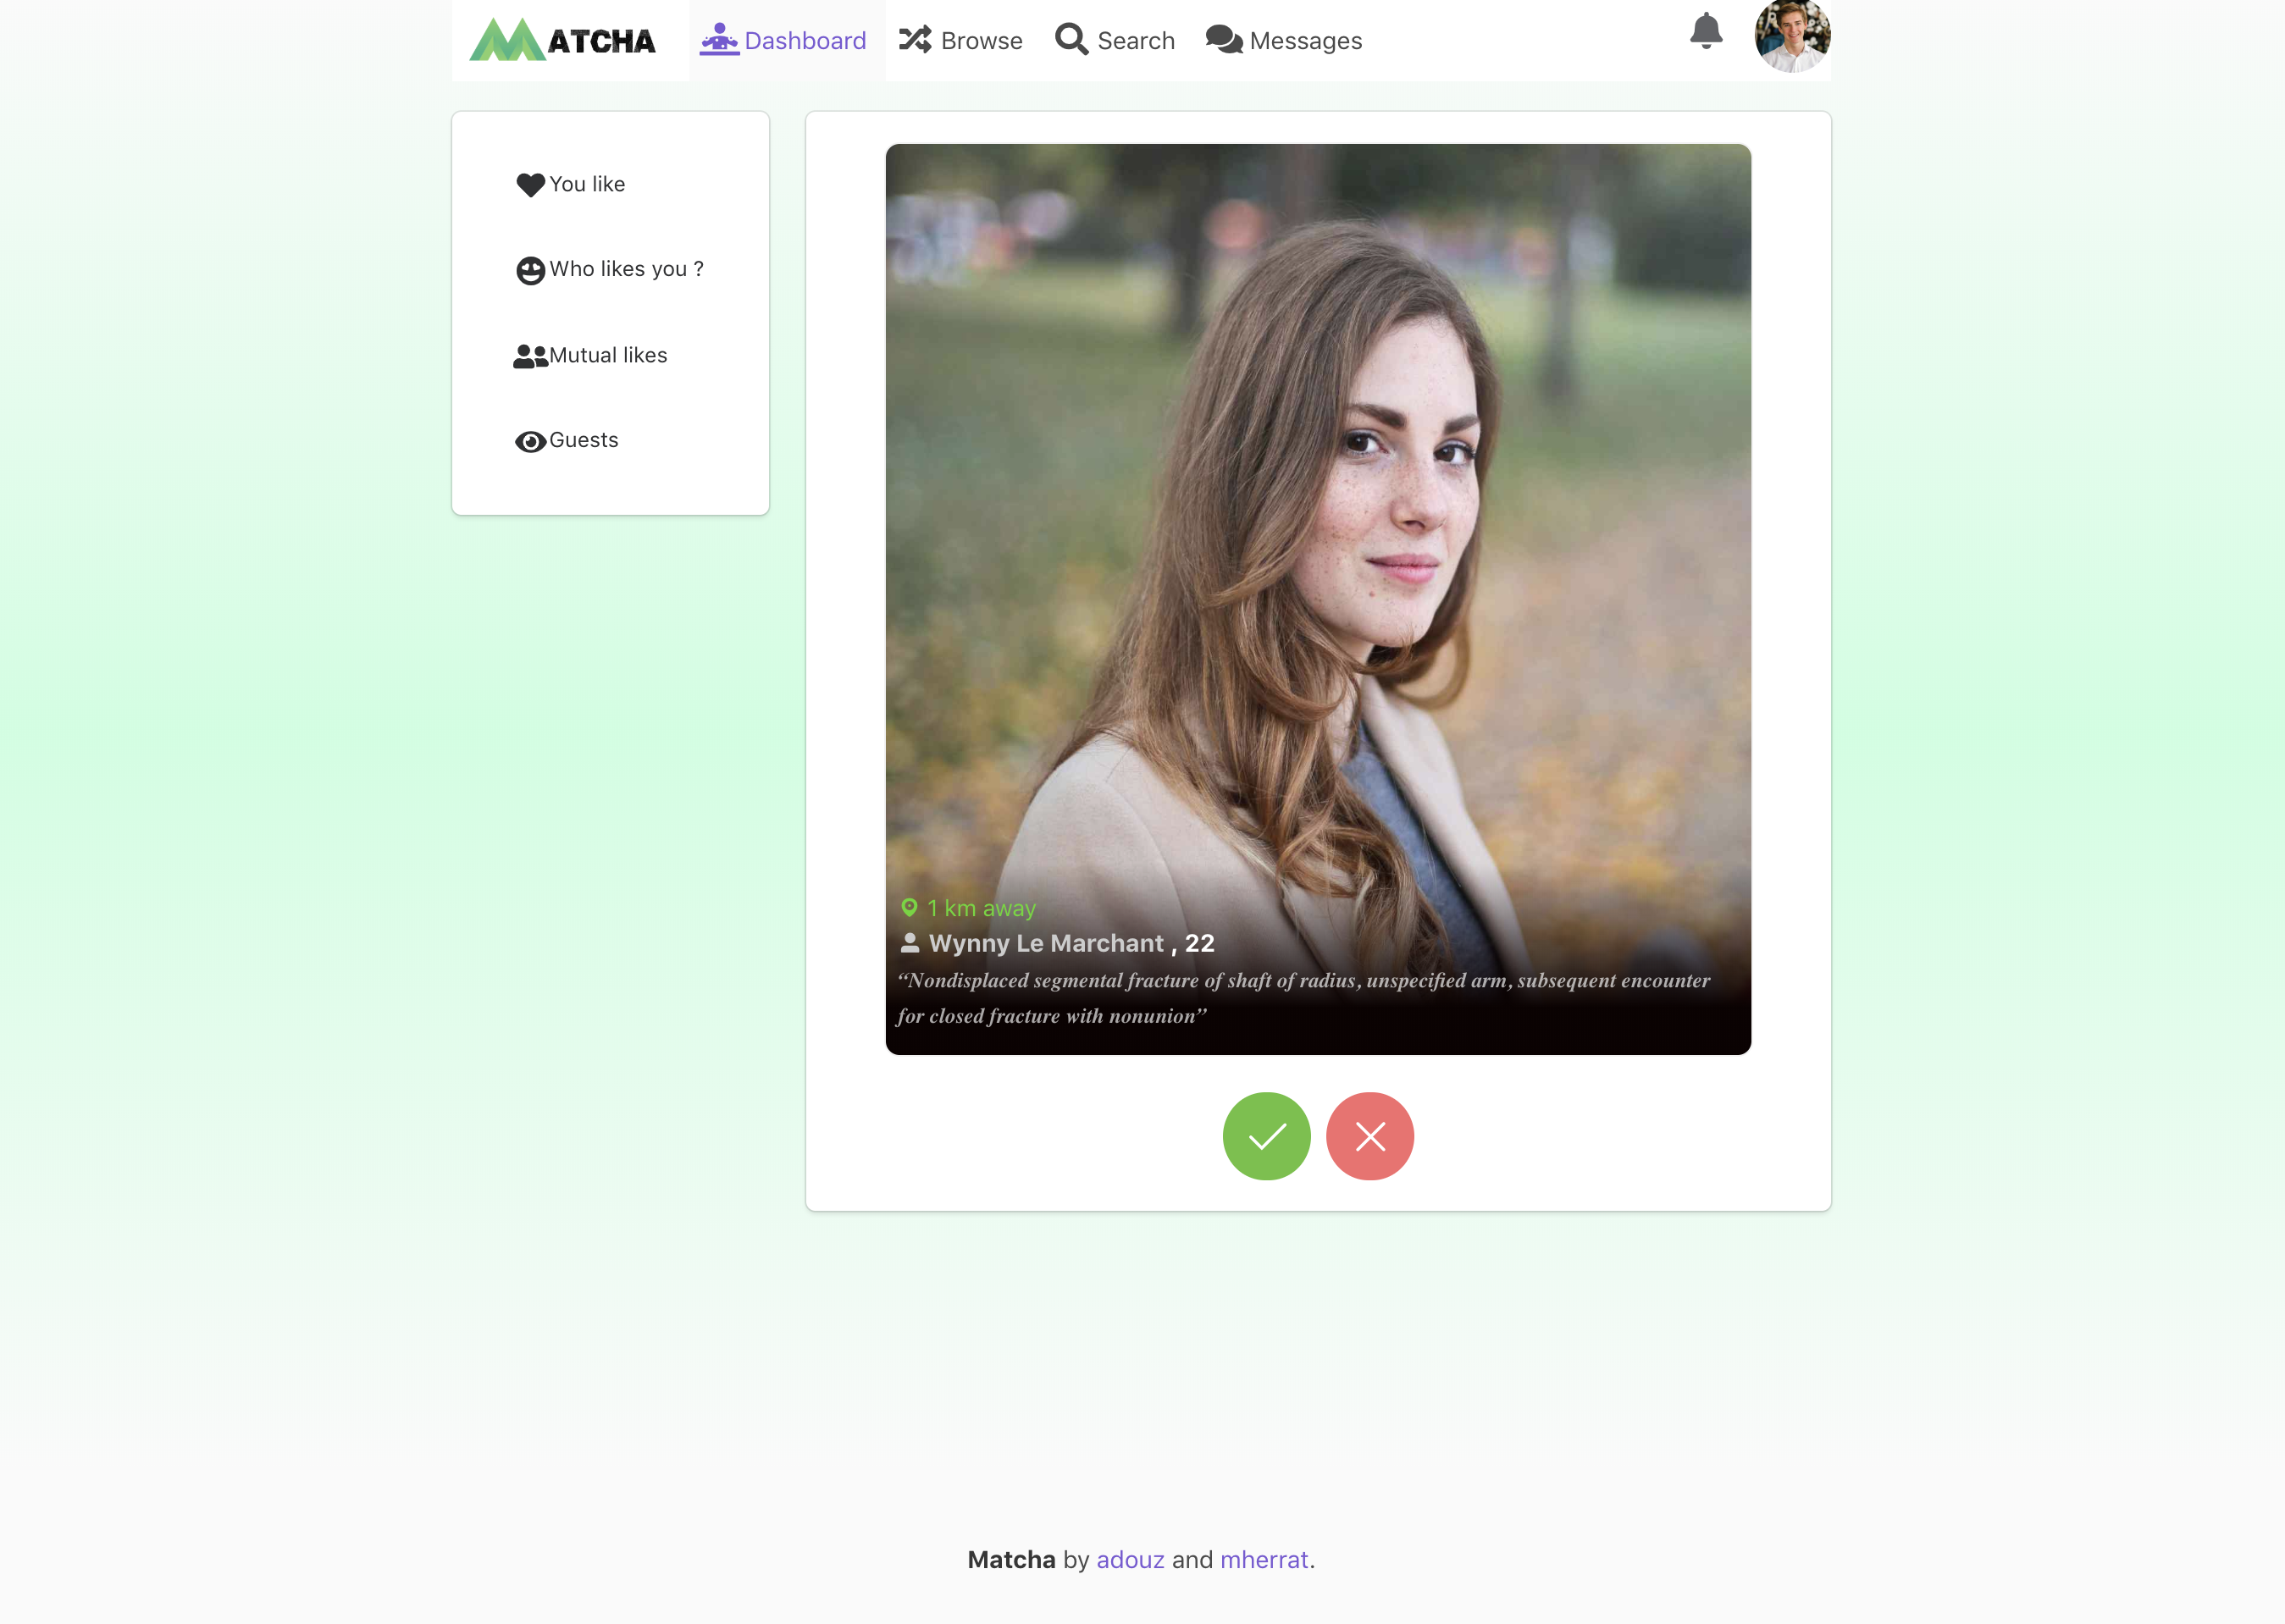 MATCHA
Dashboard
Browse
Search
Messages
You like
Who likes you ?
Mutual likes
Guests
1 km away
Wynny Le Marchant , 22
“Nondisplaced segmental fracture of shaft of radius, unspecified arm, subsequent encounter
for closed fracture with nonunion”
Matcha by adouz and mherrat.